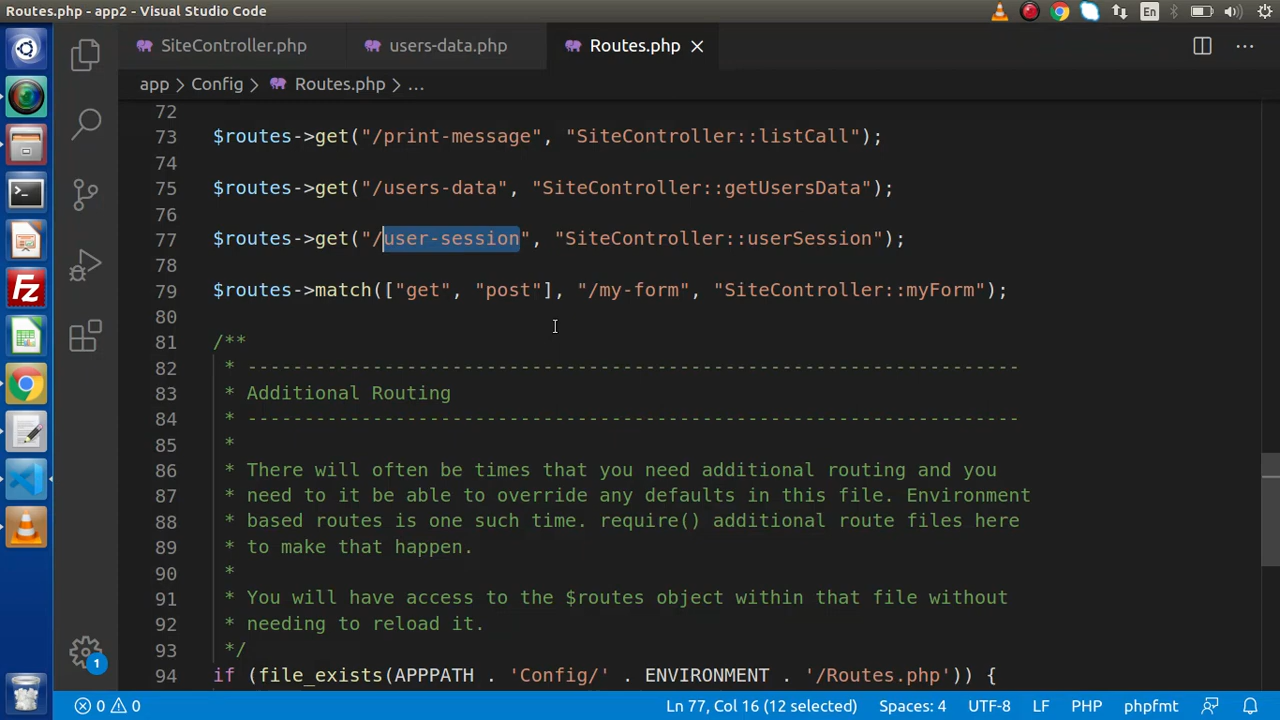 Routes.php - app2 - Visual Studio Code
En
SiteController.php
users-data.php
Routes.php
app > Config > Routes.php > ...
72
73 $routes->get("/print-message", "SiteController::listCall");
74
75 $routes->get("/users-data", "SiteController::getUsersData");
76
77 $routes->get("/user-session", "SiteController::userSession");
78
79 $routes->match(["get", "post"], "/my-form", "SiteController::myForm");
80
81 /**
82 * --------------------------------------------------------------------
83 * Additional Routing
84 * --------------------------------------------------------------------
85 *
86 * There will often be times that you need additional routing and you
87 * need to it be able to override any defaults in this file. Environment
88 * based routes is one such time. require() additional route files here
89 * to make that happen.
90 *
91 * You will have access to the $routes object within that file without
92 * needing to reload it.
93 */
94 if (file_exists(APPPATH . 'Config/' . ENVIRONMENT . '/Routes.php')) {
1
0 0 Ln 77, Col 16 (12 selected) Spaces: 4 UTF-8 LF PHP phpfmt